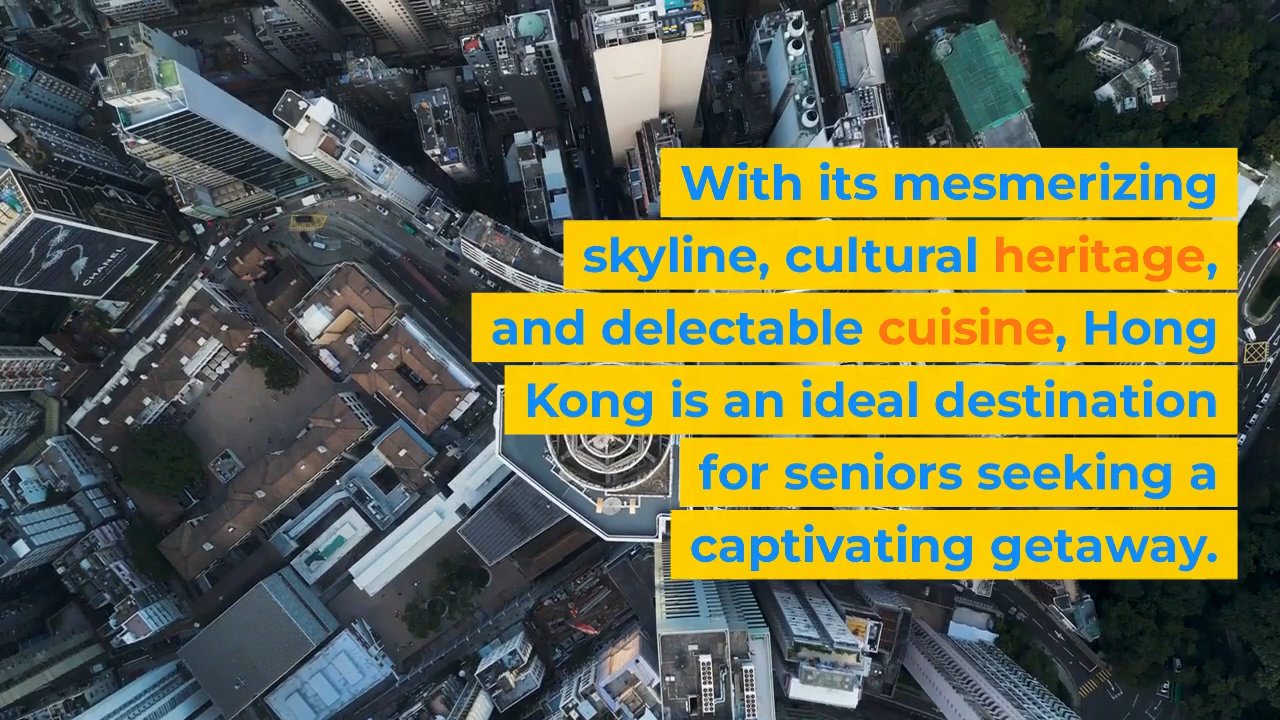 With its mesmerizing
skyline, cultural heritage,
and delectable cuisine, Hong
Kong is an ideal destination
for seniors seeking a
captivating getaway.
CHANEL